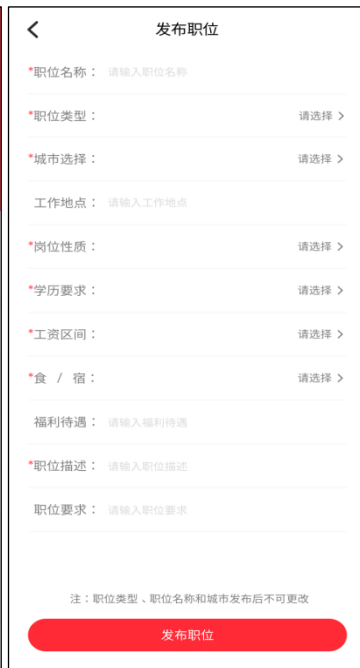 发布职位
*职位名称： 请输入职位名称
*职位类型： 请选择 >
*城市选择： 请选择 >
工作地点： 请输入工作地点
*岗位性质： 请选择 >
*学历要求： 请选择 >
*工资区间： 请选择 >
*食 / 宿： 请选择 >
福利待遇： 请输入福利待遇
*职位描述： 请输入职位描述
职位要求： 请输入职位要求
注：职位类型、职位名称和城市发布后不可更改
发布职位